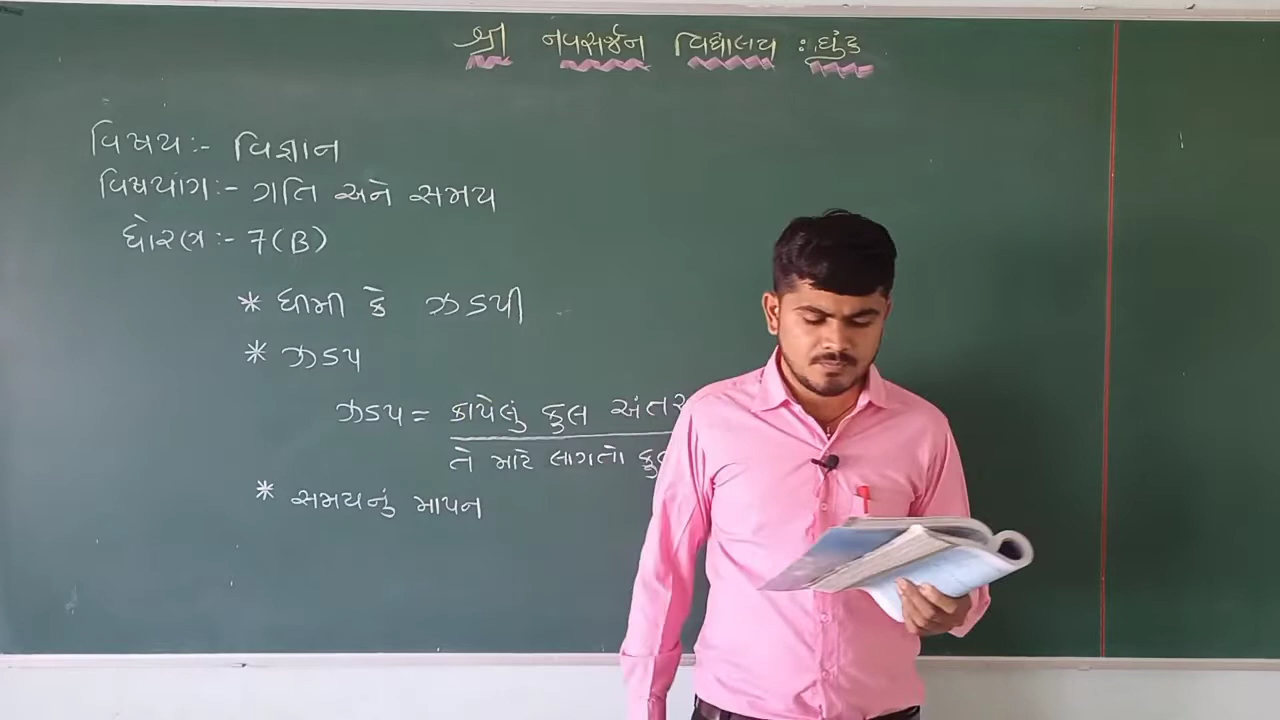 શ્રી નવસર્જન વિદ્યાલય : ઘુંટ
વિષય :- વિજ્ઞાન
વિષયાંગ :- ગતિ અને સમય
ધોરણ :- 7 (B)
* ધીમી કે ઝડપી
* ઝડપ
ઝડપ = કાપેલું કુલ અંતર
તે માટે લાગતો
* સમયનું માપન